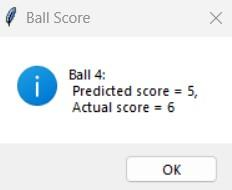 Ball Score
Ball 4:
Predicted score = 5,
Actual score = 6
OK